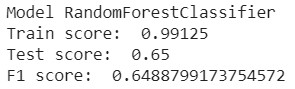 Model RandomForestClassifier
Train score:  0.99125
Test score:  0.65
F1 score:  0.6488799173754572